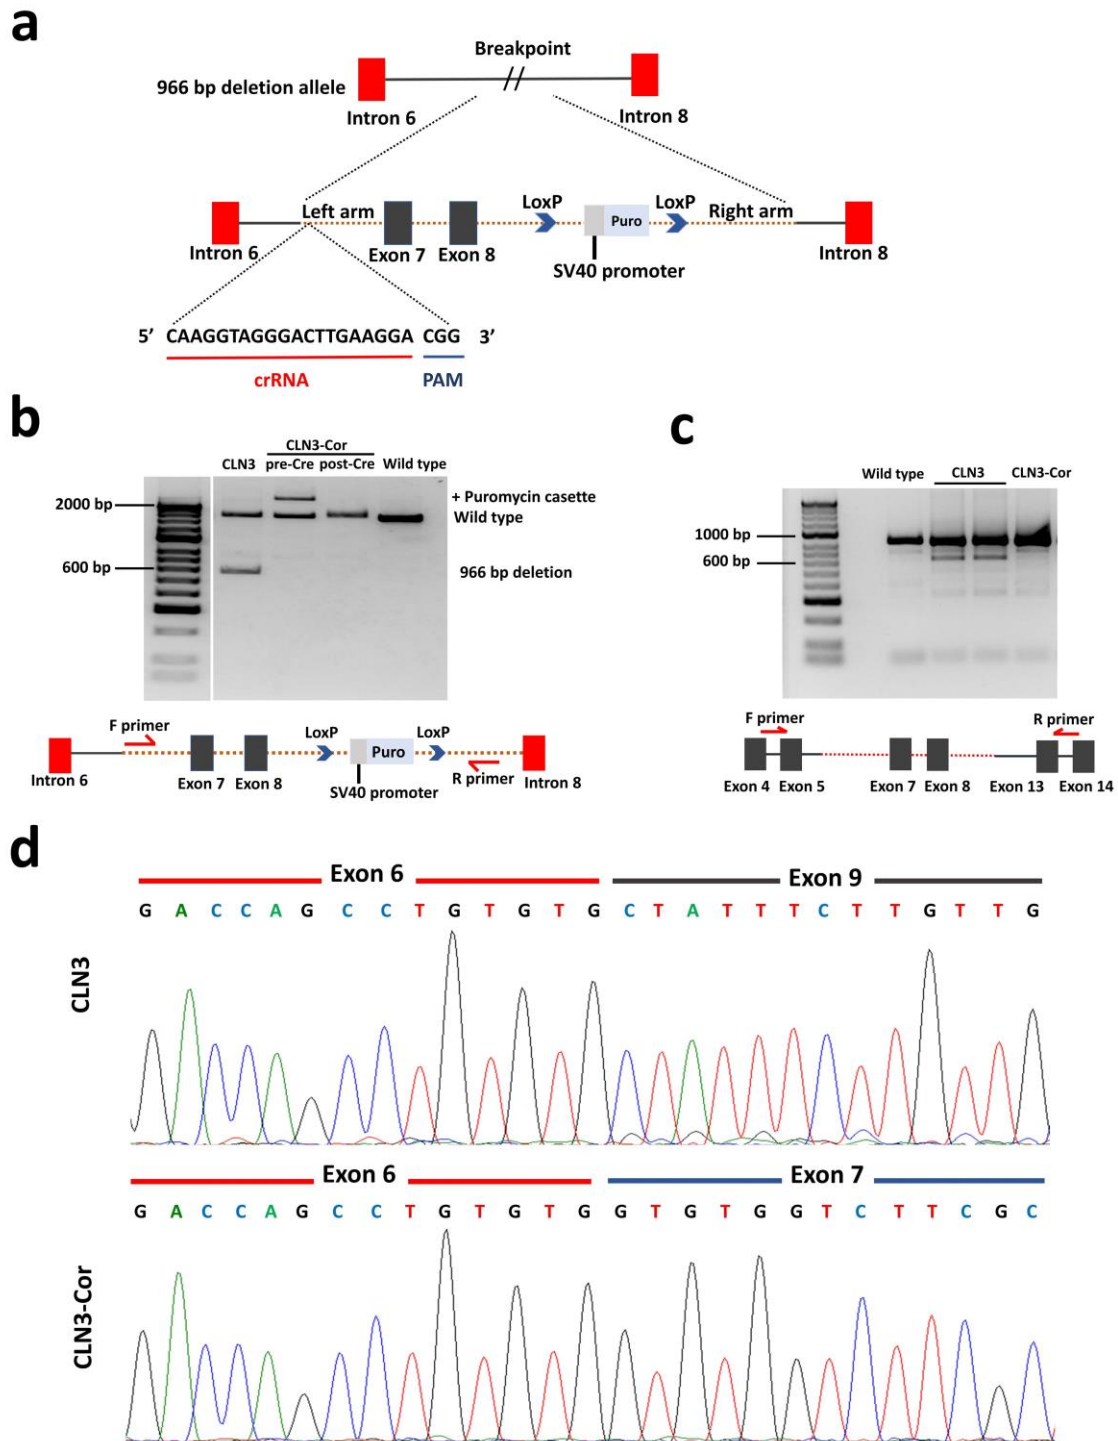 a
Breakpoint
966 bp deletion allele
Intron 6
Intron 8
Left arm
LoxP
Puro
LoxP
Right arm
Intron 6
Exon 7
Exon 8
SV40 promoter
Intron 8
5’ CAAGGTAGGGACTTGAAGGA CGG 3’
crRNA
PAM
b
CLN3-Cor
CLN3 pre-Cre post-Cre Wild type
2000 bp
+ Puromycin casette
Wild type
600 bp
966 bp deletion
F primer
LoxP
LoxP
Puro
R primer
Intron 6
Exon 7
Exon 8
SV40 promoter
Intron 8
c
Wild type CLN3 CLN3-Cor
1000 bp
600 bp
F primer
R primer
Exon 4 Exon 5 Exon 7 Exon 8 Exon 13 Exon 14
d
Exon 6 Exon 9
G A C C A G C C T G T G T G C T A T T T C T T G T T G
CLN3
Exon 6 Exon 7
G A C C A G C C T G T G T G G T G T G G T C T T C G C
CLN3-Cor